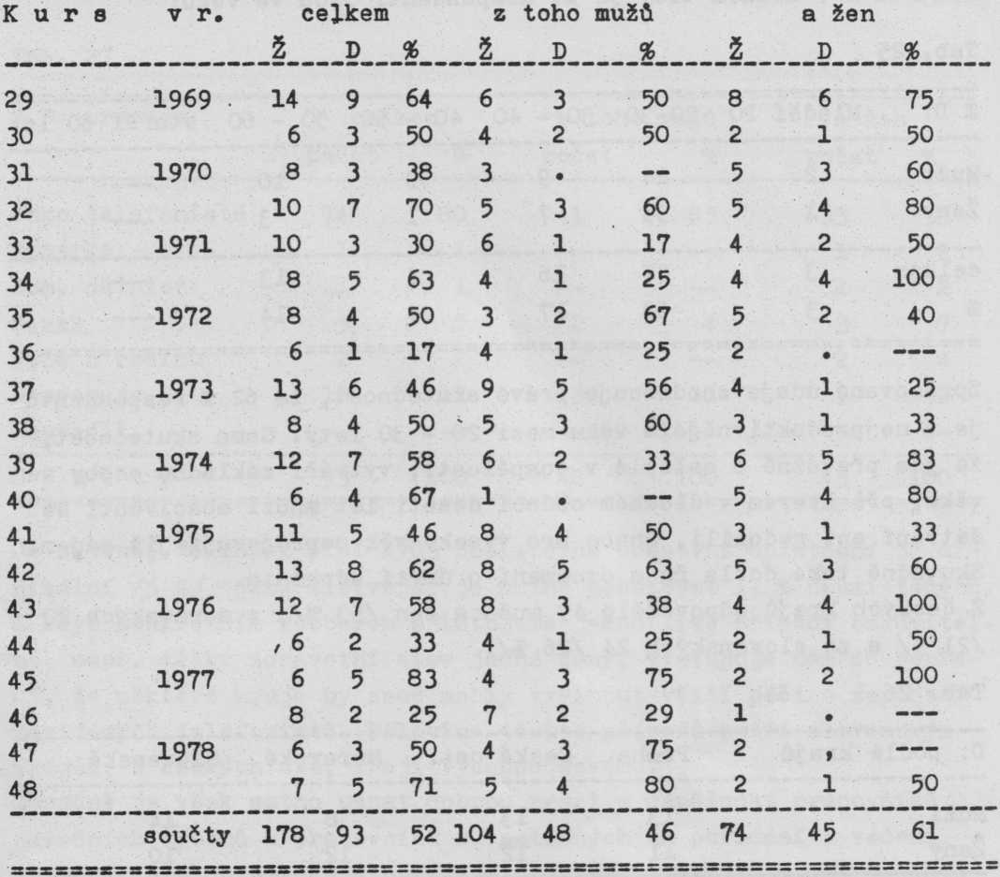 K u r s v r. celkem z toho mužů a žen
Ž D % Ž D % Ž D %
29 1969 14 9 64 6 3 50 8 6 75
30 6 3 50 4 2 50 2 1 50
31 1970 8 3 38 3 . -- 5 3 60
32 10 7 70 5 3 60 5 4 80
33 1971 10 3 30 6 1 17 4 2 50
34 8 5 63 4 1 25 4 4 100
35 1972 8 4 50 3 2 67 5 2 40
36 6 1 17 4 1 25 2 . ---
37 1973 13 6 46 9 5 56 4 1 25
38 8 4 50 5 3 60 3 1 33
39 1974 12 7 58 6 2 33 6 5 83
40 6 4 67 1 . -- 5 4 80
41 1975 11 5 46 8 4 50 3 1 33
42 13 8 62 8 5 63 5 3 60
43 1976 12 7 58 8 3 38 4 4 100
44 6 2 33 4 1 25 2 1 50
45 1977 6 5 83 4 3 75 2 2 100
46 8 2 25 7 2 29 1 . ---
47 1978 6 3 50 4 3 75 2 . ---
48 7 5 71 5 4 80 2 1 50
součty 178 93 52 104 48 46 74 45 61